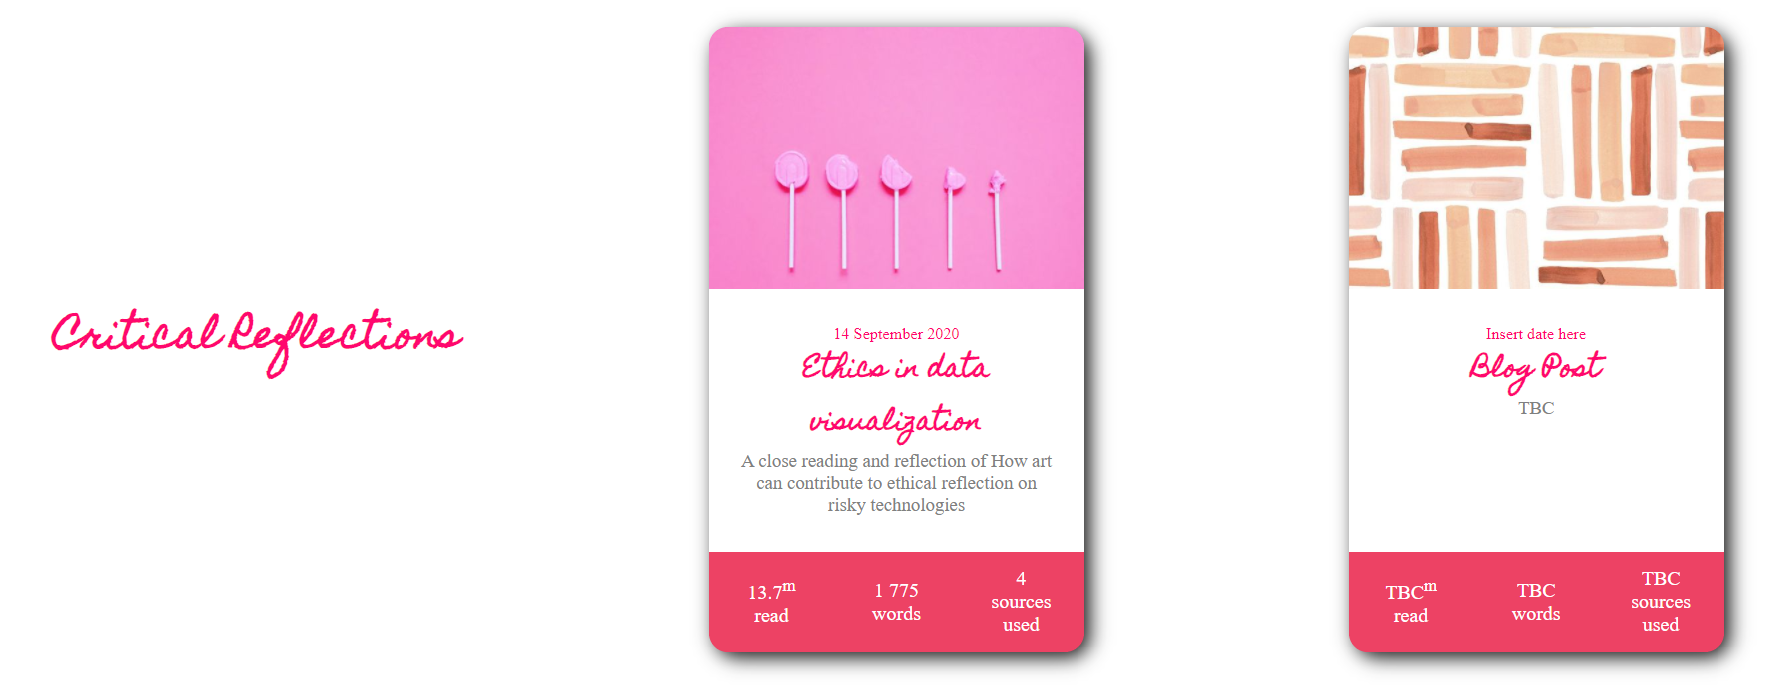 Critical Reflections
14 September 2020
Ethics in data
visualization
A close reading and reflection of How art
can contribute to ethical reflection on
risky technologies
13.7m
read
1 775
words
4
sources
used
Insert date here
Blog Post
TBC
TBCm
read
TBC
words
TBC
sources
used